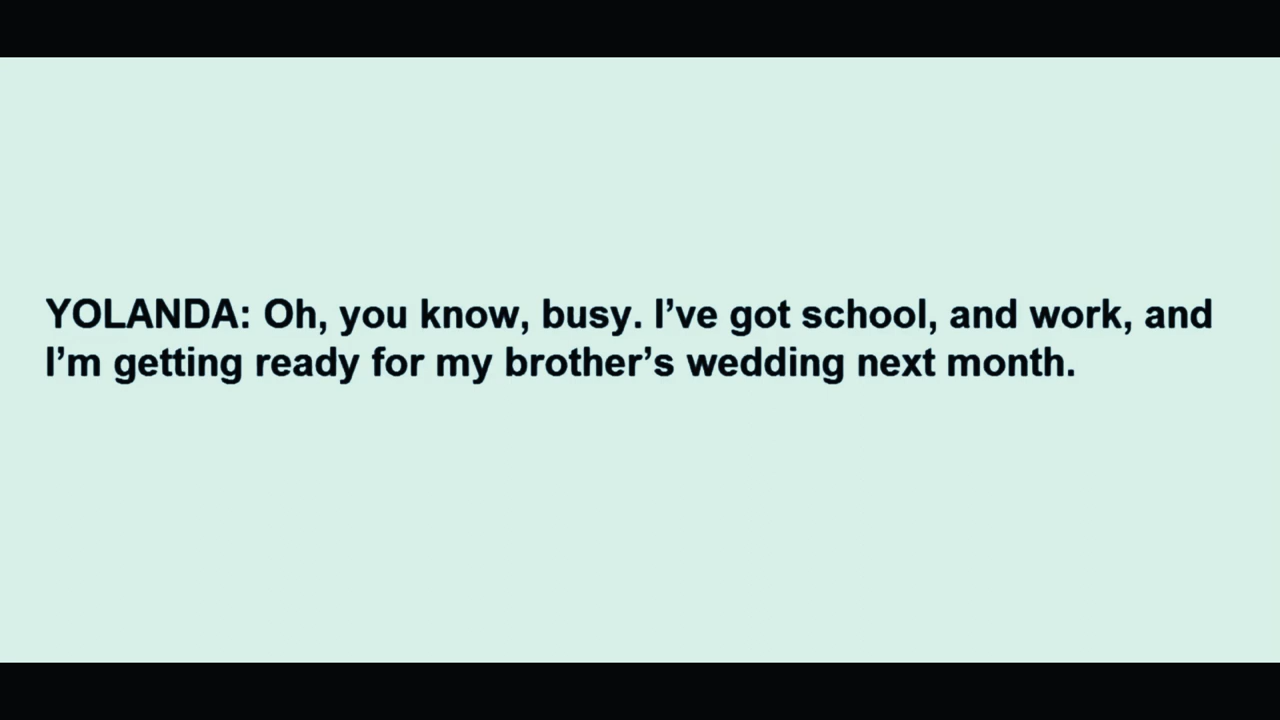 YOLANDA: Oh, you know, busy. I’ve got school, and work, and
I’m getting ready for my brother’s wedding next month.